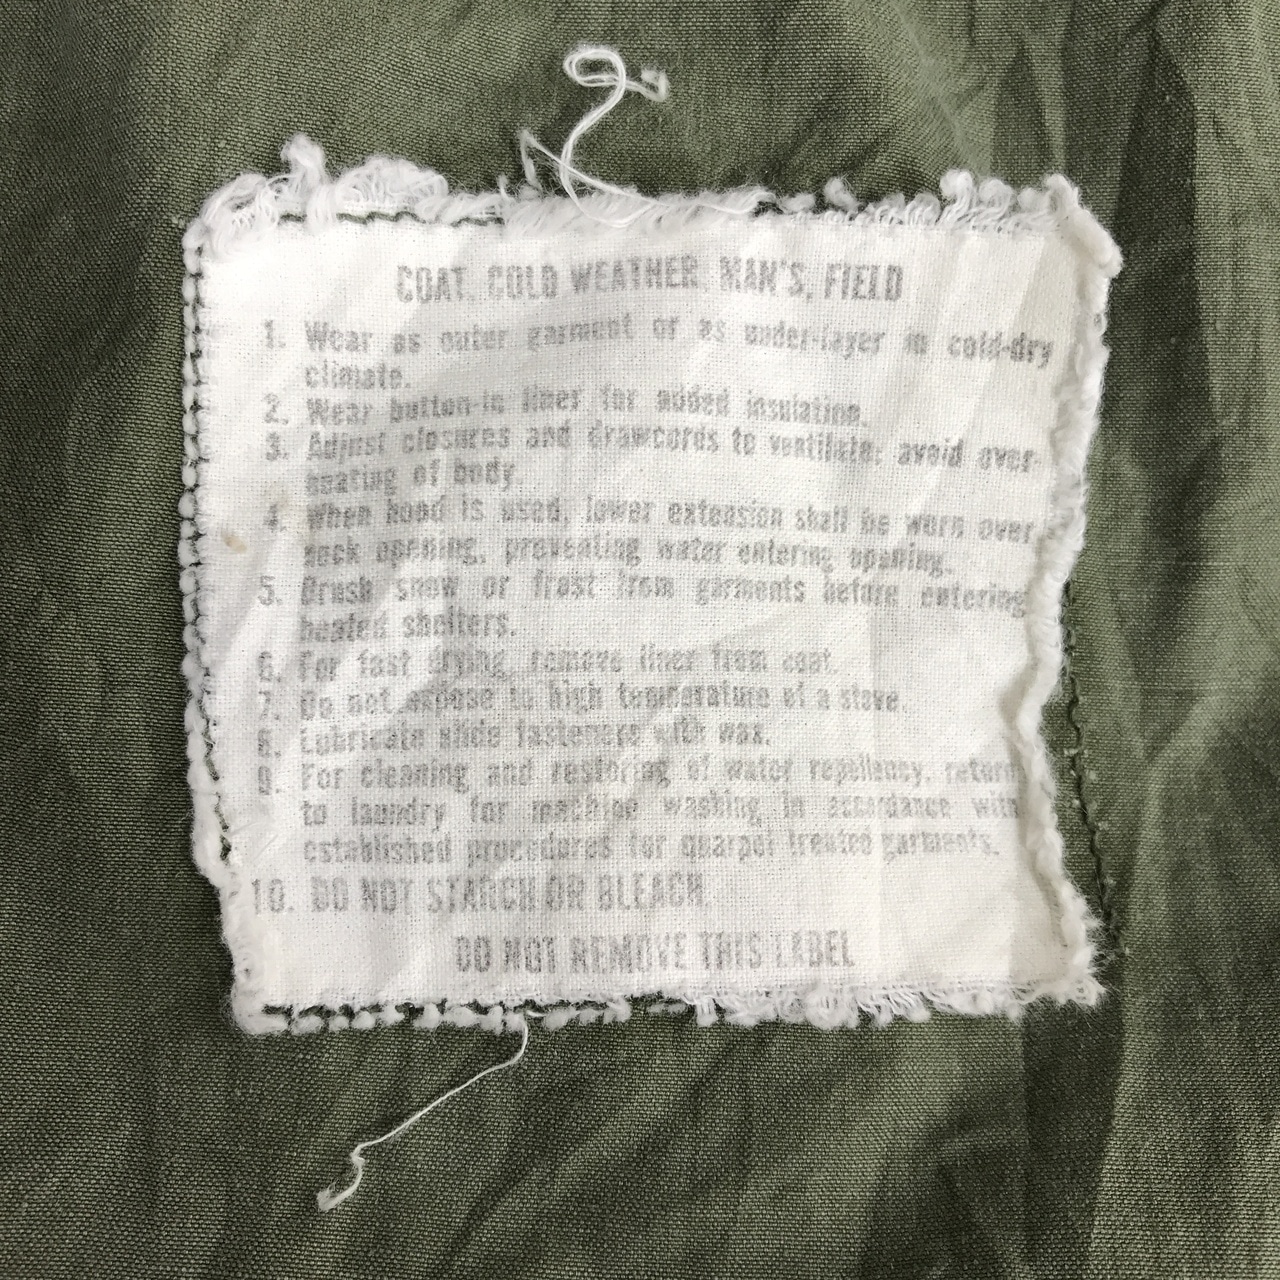 COAT, COLD WEATHER, MAN'S, FIELD
1. Wear as outer garment or as under-layer in cold-dry
climate.
2. Wear button-in liner for added insulation.
3. Adjust closures and drawcords to ventilate; avoid over-
heating of body.
4. When hood is used, lower extension shall be worn over
neck opening, preventing water entering opening.
5. Brush snow or frost from garments before entering
heated shelters.
6. For fast drying, remove liner from coat.
7. Do not expose to high temperature of a stove.
8. Lubricate slide fasteners with wax.
9. For cleaning and restoring of water repellency, return
to laundry for machine washing in accordance with
established procedures for quarpel treated garments.
10. DO NOT STARCH OR BLEACH.
DO NOT REMOVE THIS LABEL